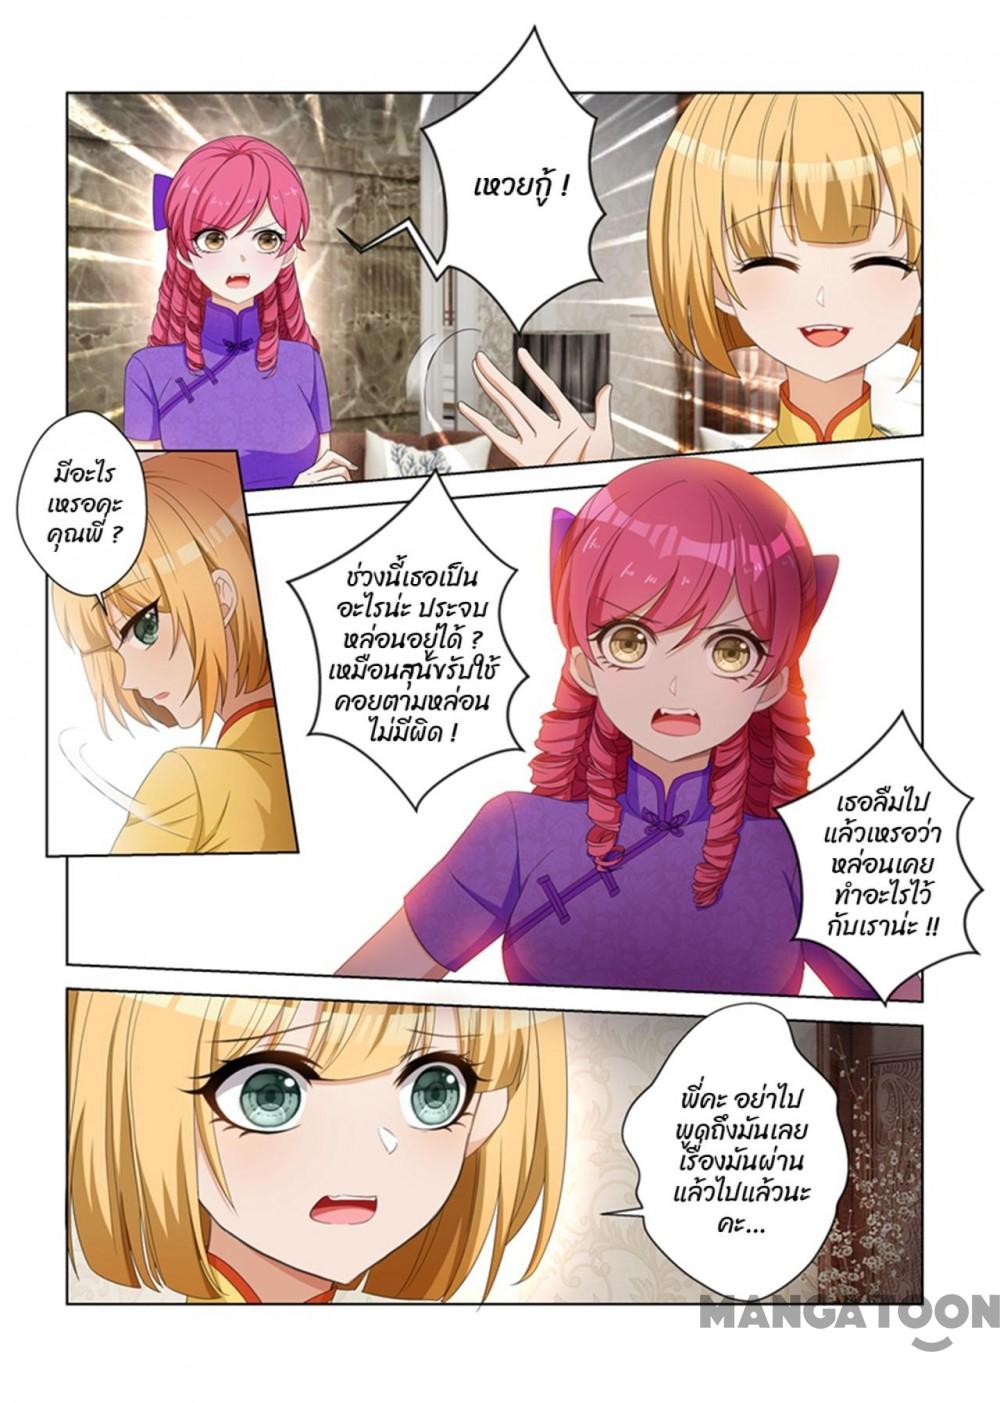 เหวยกู้ !
มีอะไร
เหรอคะ
คุณพี่ ?
ช่วงนี้เธอเป็น
อะไรน่ะ ประจบ
หล่อนอยู่ได้ ?
เหมือนสุนัขรับใช้
คอยตามหล่อน
ไม่มีผิด !
เธอลืมไป
แล้วเหรอว่า
หล่อนเคย
ทำอะไรไว้
กับเราน่ะ !!
พี่คะ อย่าไป
พูดถึงมันเลย
เรื่องมันผ่าน
แล้วไปแล้วนะ
คะ...
MANGATOON